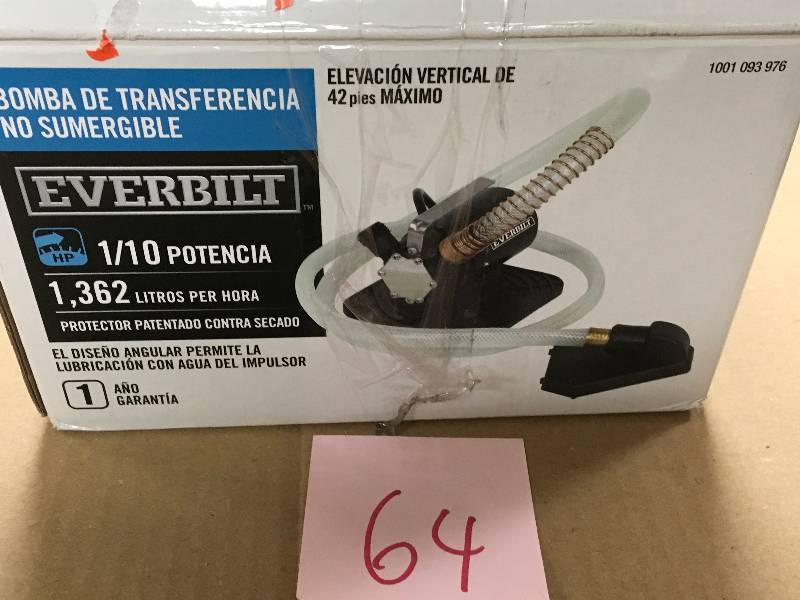 BOMBA DE TRANSFERENCIA
NO SUMERGIBLE
EVERBILT™
HP
1/10 POTENCIA
1,362 LITROS PER HORA
PROTECTOR PATENTADO CONTRA SECADO
EL DISEÑO ANGULAR PERMITE LA
LUBRICACIÓN CON AGUA DEL IMPULSOR
1 AÑO
GARANTÍA
ELEVACIÓN VERTICAL DE
42 pies MÁXIMO
1001 093 976
EVERBILT
64